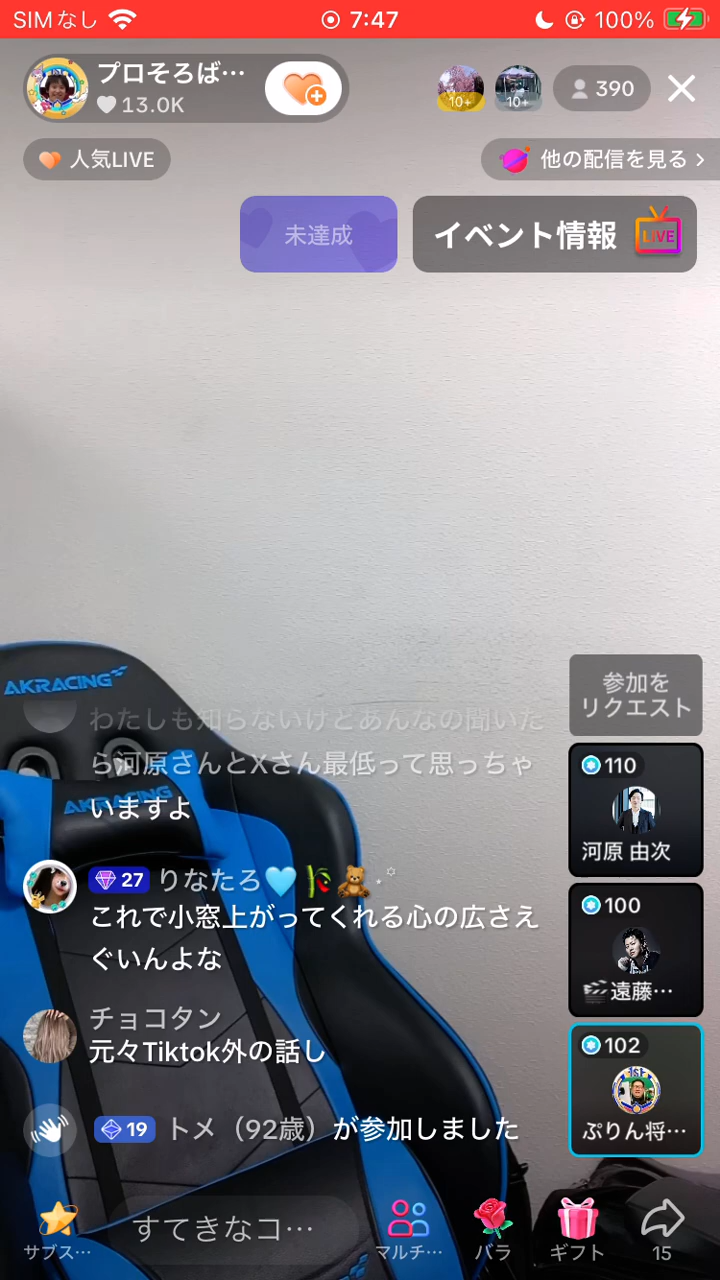 SIMなし 7:47 100%
プロそろば…
13.0K
10+ 10+ 390
人気LIVE
他の配信を見る
未達成
イベント情報 LIVE
AKRACING
AKRACING
参加を
リクエスト
わたしも知らないけどあんなの聞いた
ら河原さんとXさん最低って思っちゃ
いますよ
27 りなたろ
これで小窓上がってくれる心の広さえ
ぐいんよな
チョコタン
元々Tiktok外の話し
19 トメ（92歳）が参加しました
110
河原 由次
100
遠藤…
102
ぷりん将…
すてきなコ…
サブス… マルチ… バラ ギフト 15